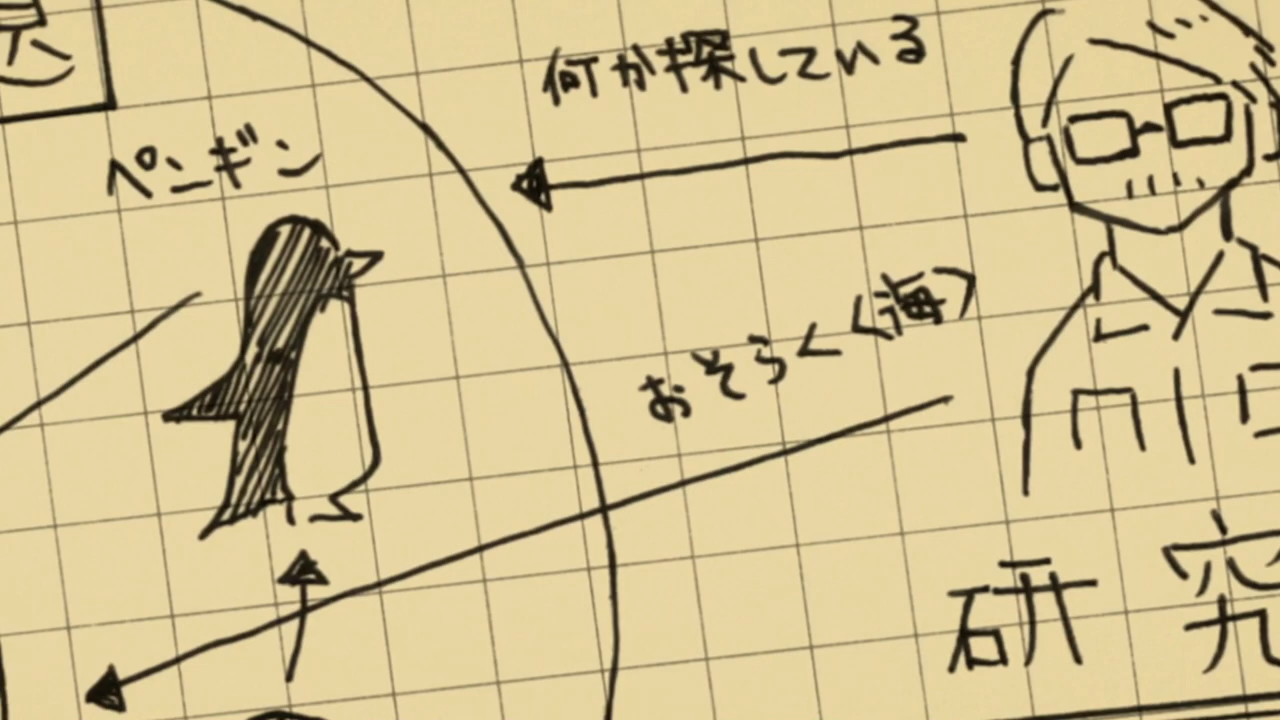 何か探している
ペンギン
おそらく〈海〉
研究